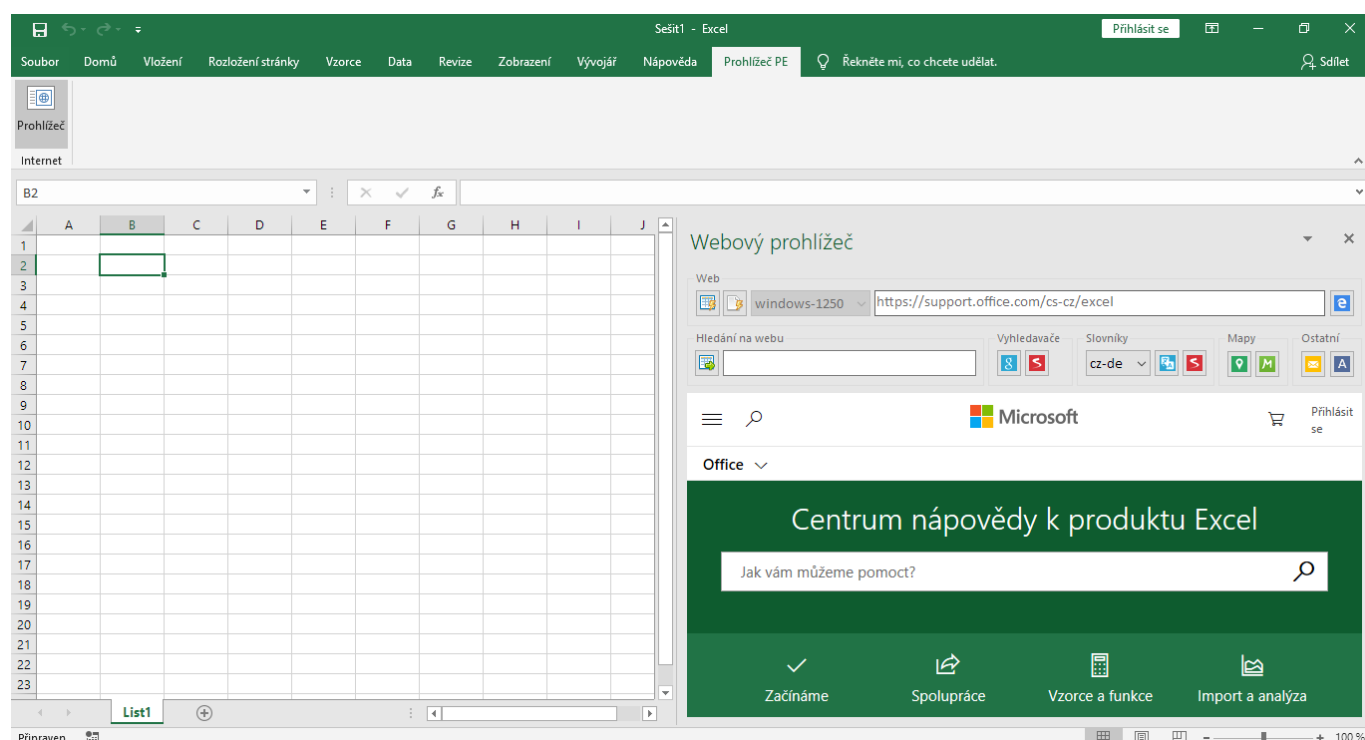 Sešit1 - Excel
Přihlásit se
Soubor Domů Vložení Rozložení stránky Vzorce Data Revize Zobrazení Vývojář Nápověda Prohlížeč PE Řekněte mi, co chcete udělat. Sdílet
Prohlížeč
Internet
B2
fx
A B C D E F G H I J
1
2
3
4
5
6
7
8
9
10
11
12
13
14
15
16
17
18
19
20
21
22
23
List1
Připraven
100 %
Webový prohlížeč
Web
windows-1250 https://support.office.com/cs-cz/excel
Hledání na webu Vyhledavače Slovníky Mapy Ostatní
8 S cz-de S M A
Microsoft
Přihlásit
se
Office
Centrum nápovědy k produktu Excel
Jak vám můžeme pomoct?
Začínáme Spolupráce Vzorce a funkce Import a analýza